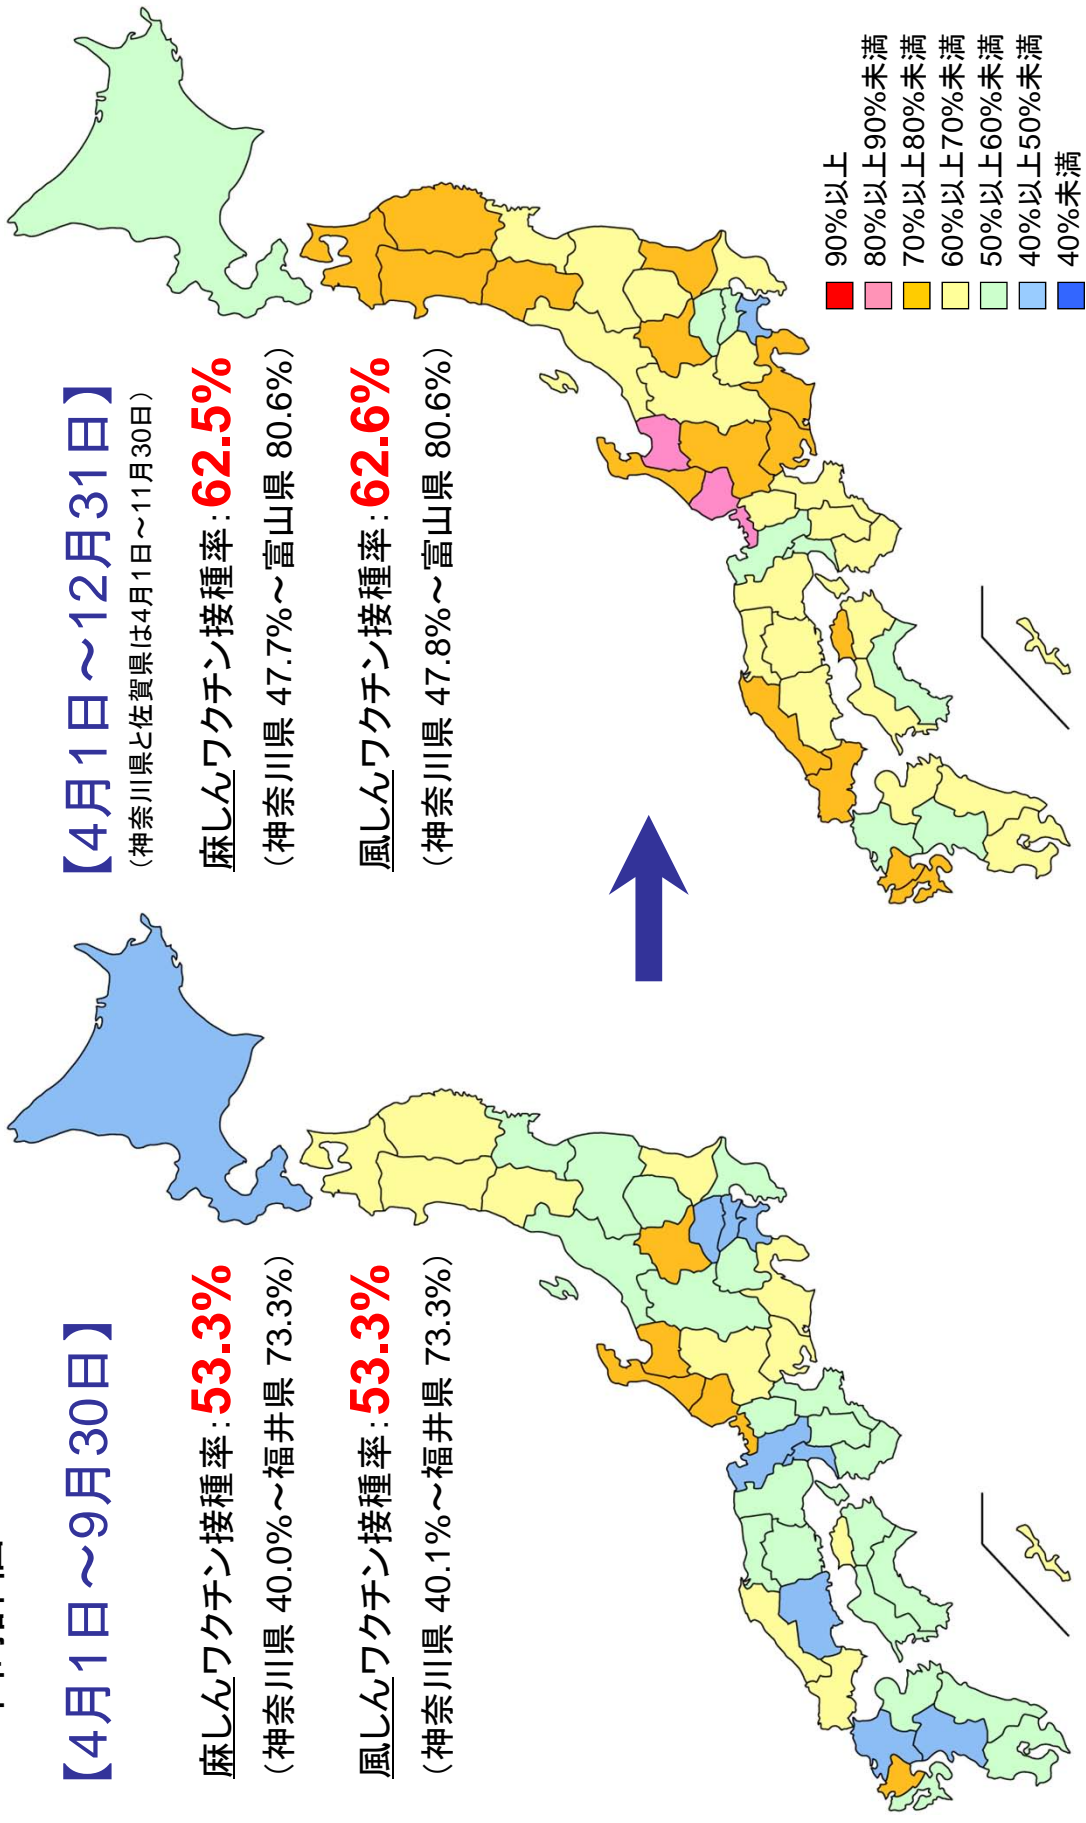 【4月1日～9月30日】
麻しんワクチン接種率:53.3%
（神奈川県 40.0%～福井県 73.3%）
風しんワクチン接種率:53.3%
（神奈川県 40.1%～福井県 73.3%）
【4月1日～12月31日】
（神奈川県と佐賀県は4月1日～11月30日）
麻しんワクチン接種率:62.5%
（神奈川県 47.7%～富山県 80.6%）
風しんワクチン接種率:62.6%
（神奈川県 47.8%～富山県 80.6%）
90%以上
80%以上90%未満
70%以上80%未満
60%以上70%未満
50%以上60%未満
40%以上50%未満
40%未満